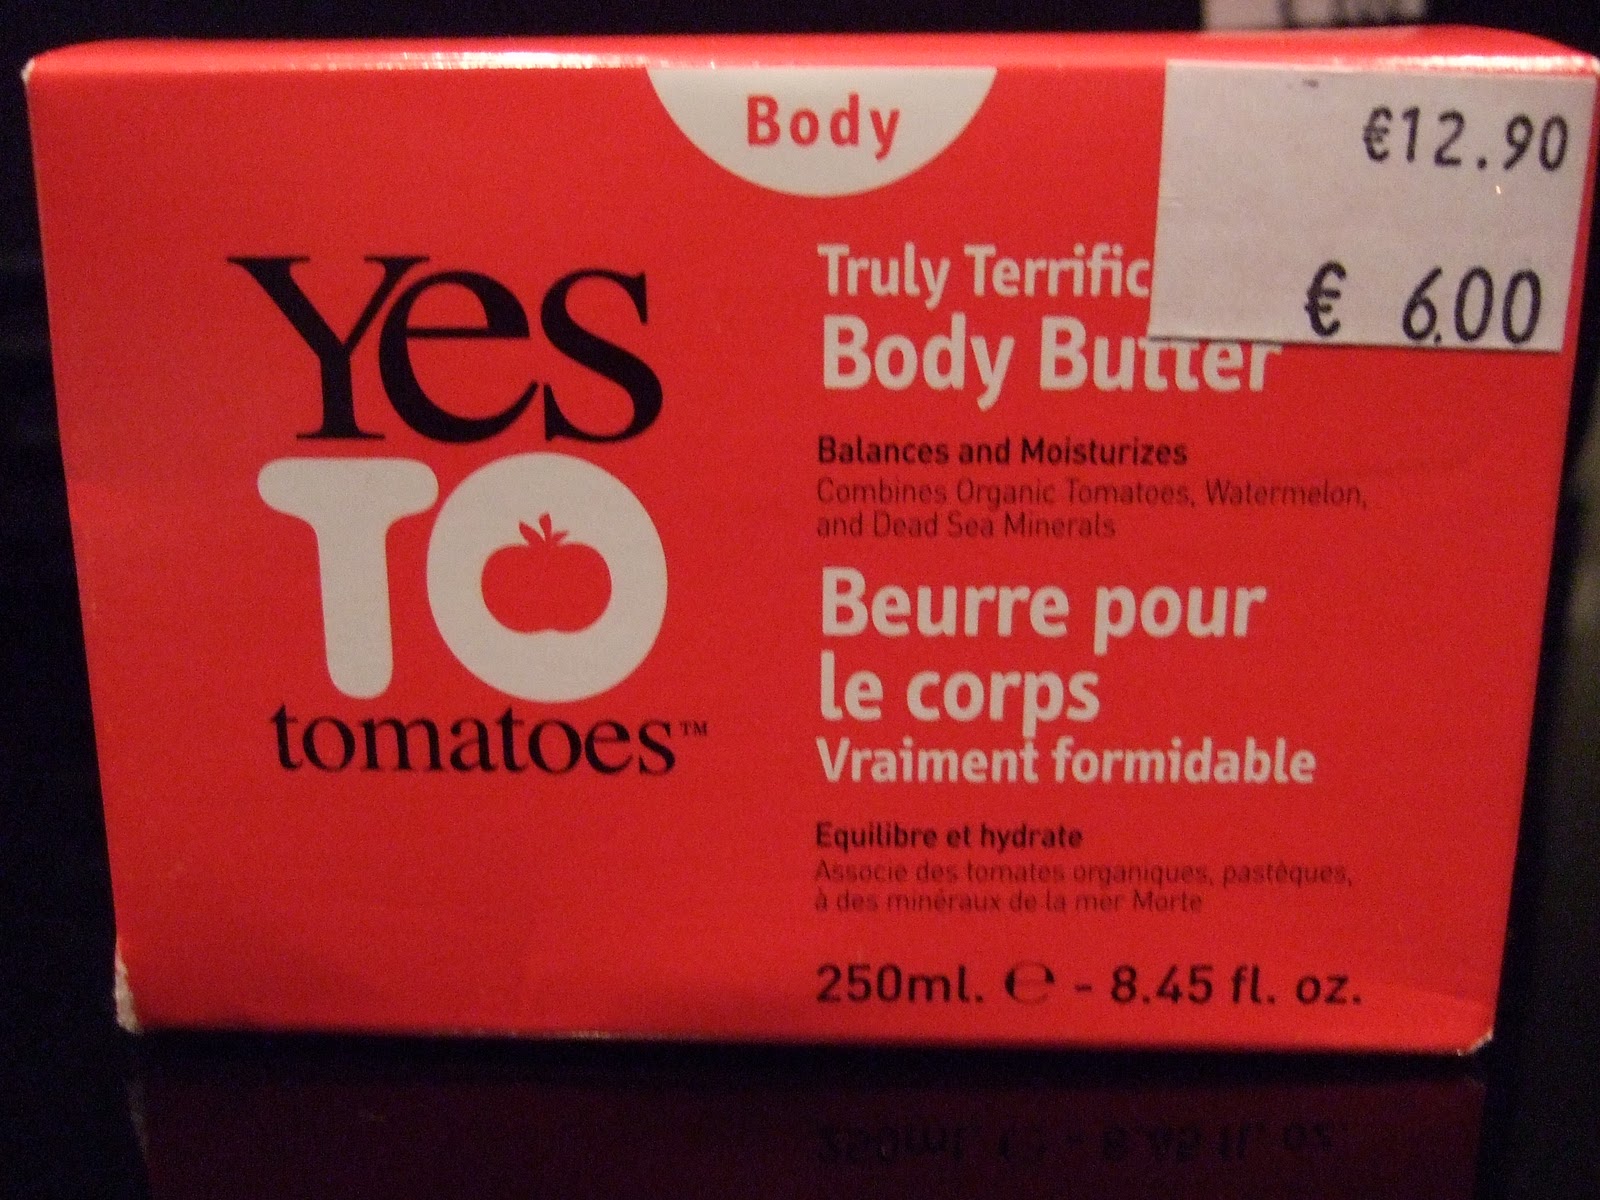 Body
€12.90
€ 6.00
Yes
TO
tomatoes™
Truly Terrific
Body Butter
Balances and Moisturizes
Combines Organic Tomatoes, Watermelon,
and Dead Sea Minerals
Beurre pour
le corps
Vraiment formidable
Equilibre et hydrate
Associe des tomates organiques, pastèques,
à des minéraux de la mer Morte
250ml. ℮ - 8.45 fl. oz.